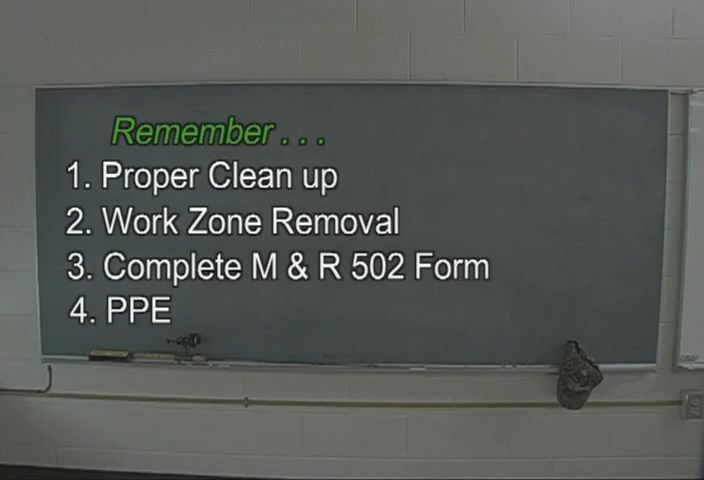 Remember . . .
1. Proper Clean up
2. Work Zone Removal
3. Complete M & R 502 Form
4. PPE